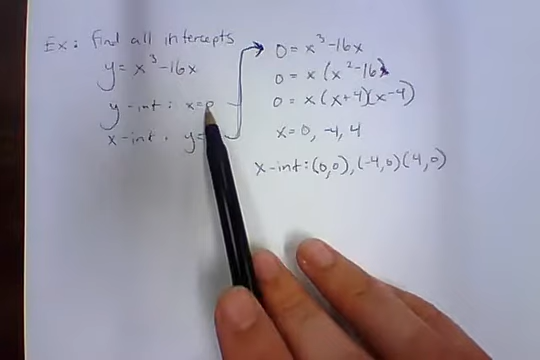 Ex: find all intercepts
y = x³ - 16x
y-int: x=0
x-int. y=
0 = x³ - 16x
0 = x(x² - 16)
0 = x(x+4)(x-4)
x = 0, -4, 4
x-int: (0,0), (-4,0) (4,0)